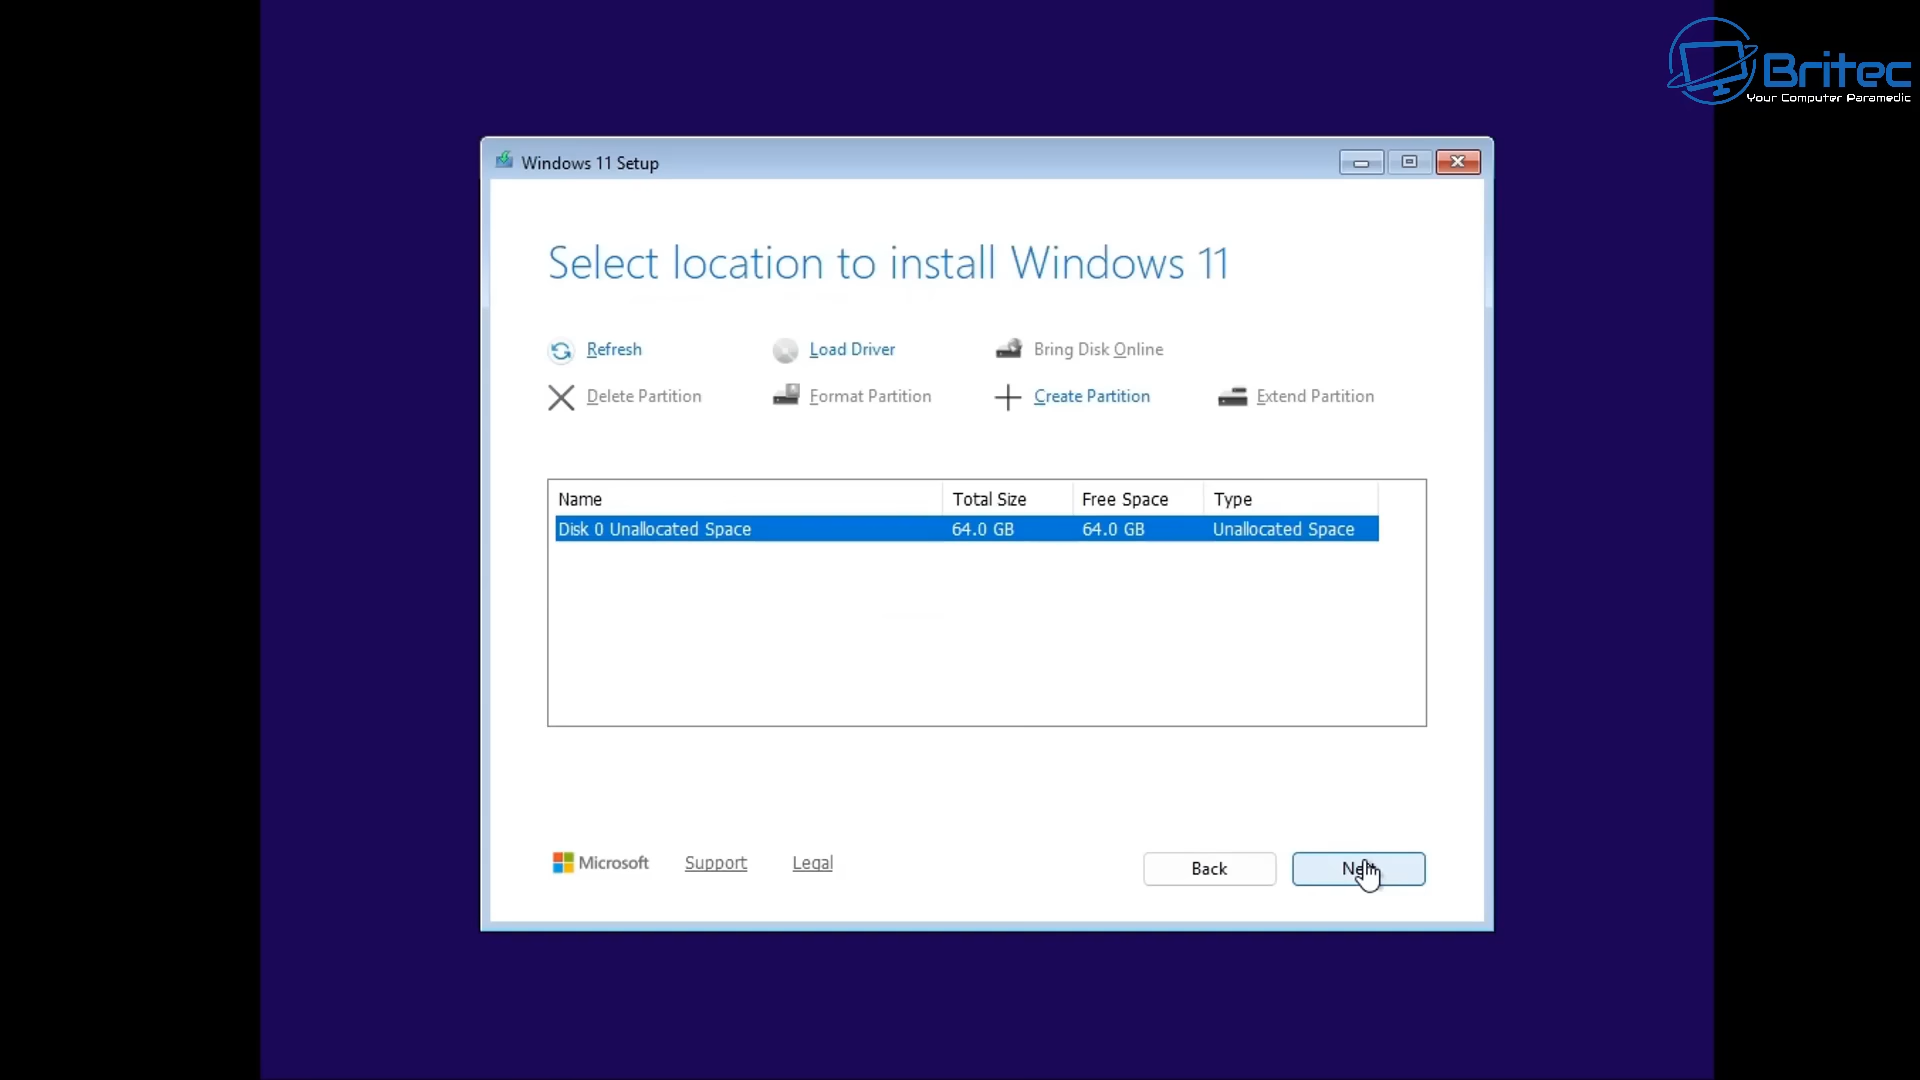 Britec
Your Computer Paramedic
Windows 11 Setup
Select location to install Windows 11
Refresh
Load Driver
Bring Disk Online
Delete Partition
Format Partition
Create Partition
Extend Partition
Name Total Size Free Space Type
Disk 0 Unallocated Space 64.0 GB 64.0 GB Unallocated Space
Microsoft
Support
Legal
Back
Next